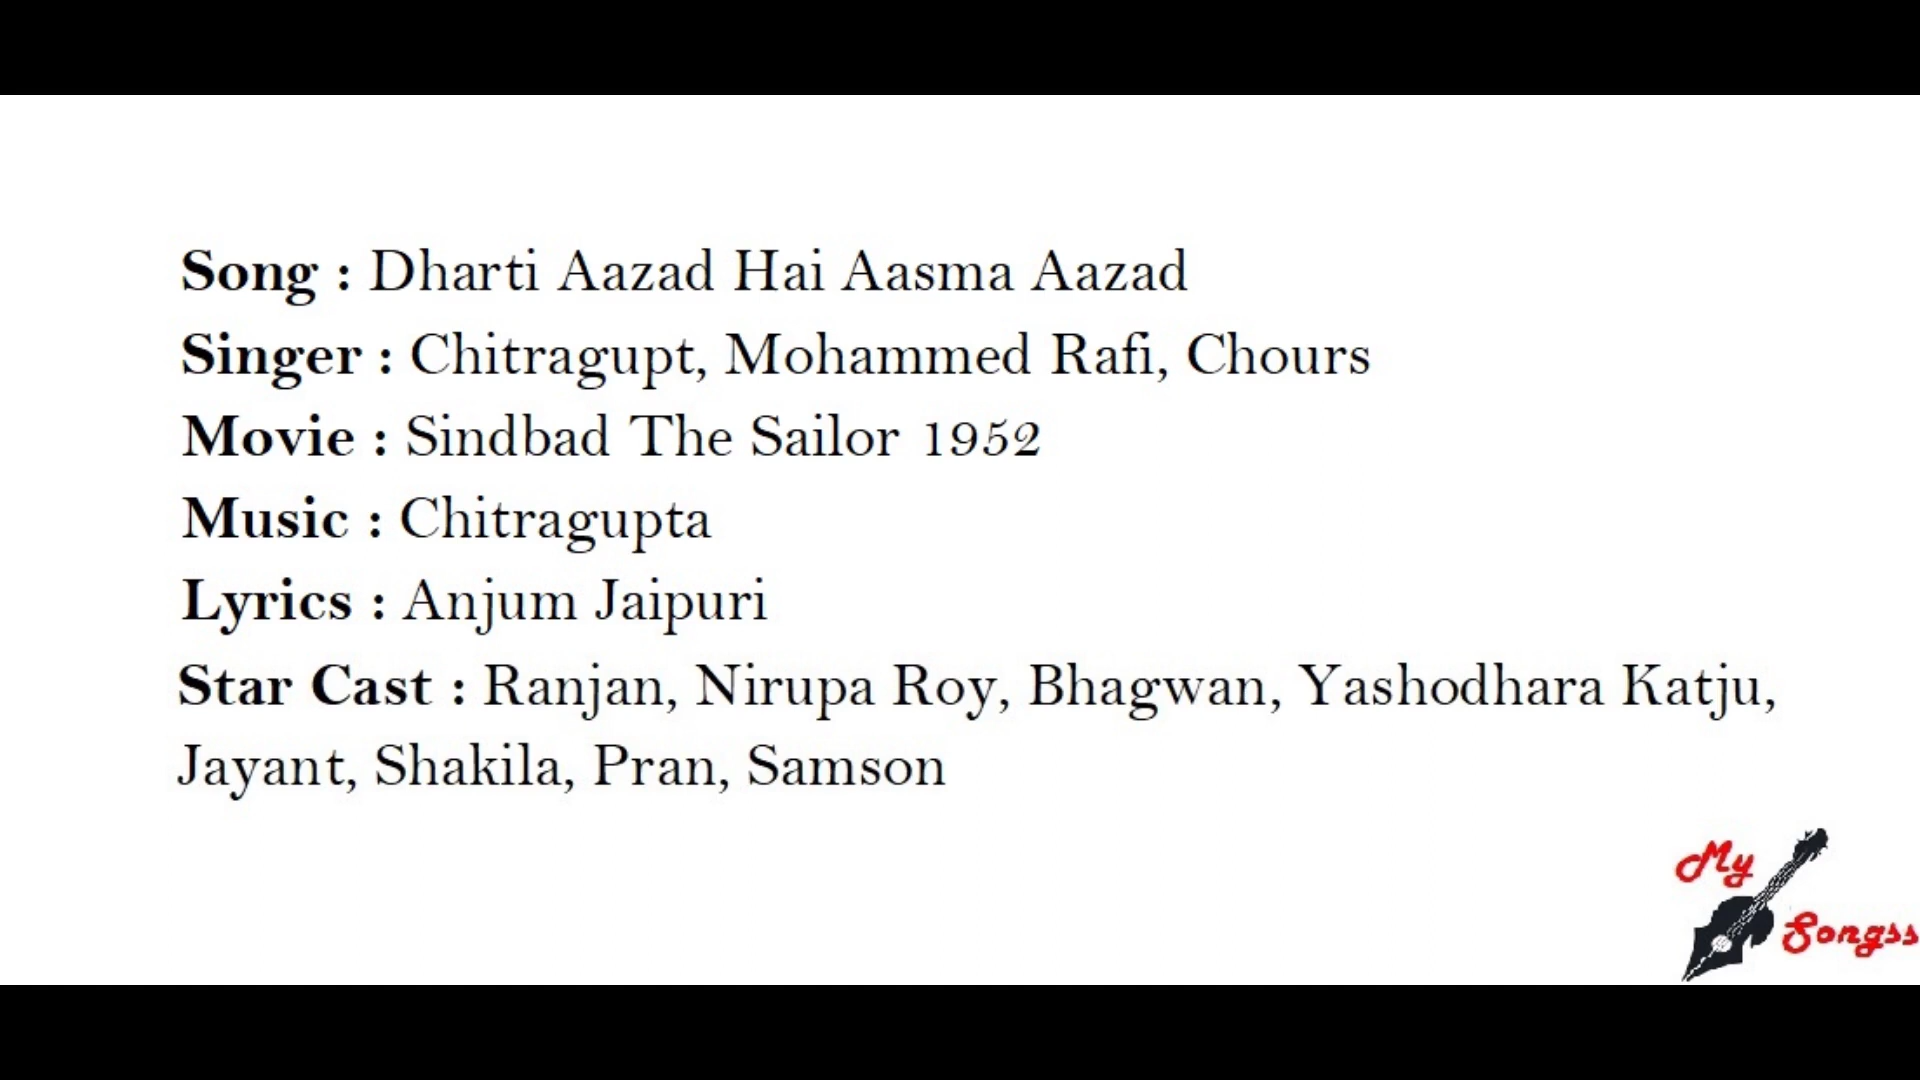 Song : Dharti Aazad Hai Aasma Aazad
Singer : Chitragupt, Mohammed Rafi, Chours
Movie : Sindbad The Sailor 1952
Music : Chitragupta
Lyrics : Anjum Jaipuri
Star Cast : Ranjan, Nirupa Roy, Bhagwan, Yashodhara Katju,
Jayant, Shakila, Pran, Samson
My
Songss